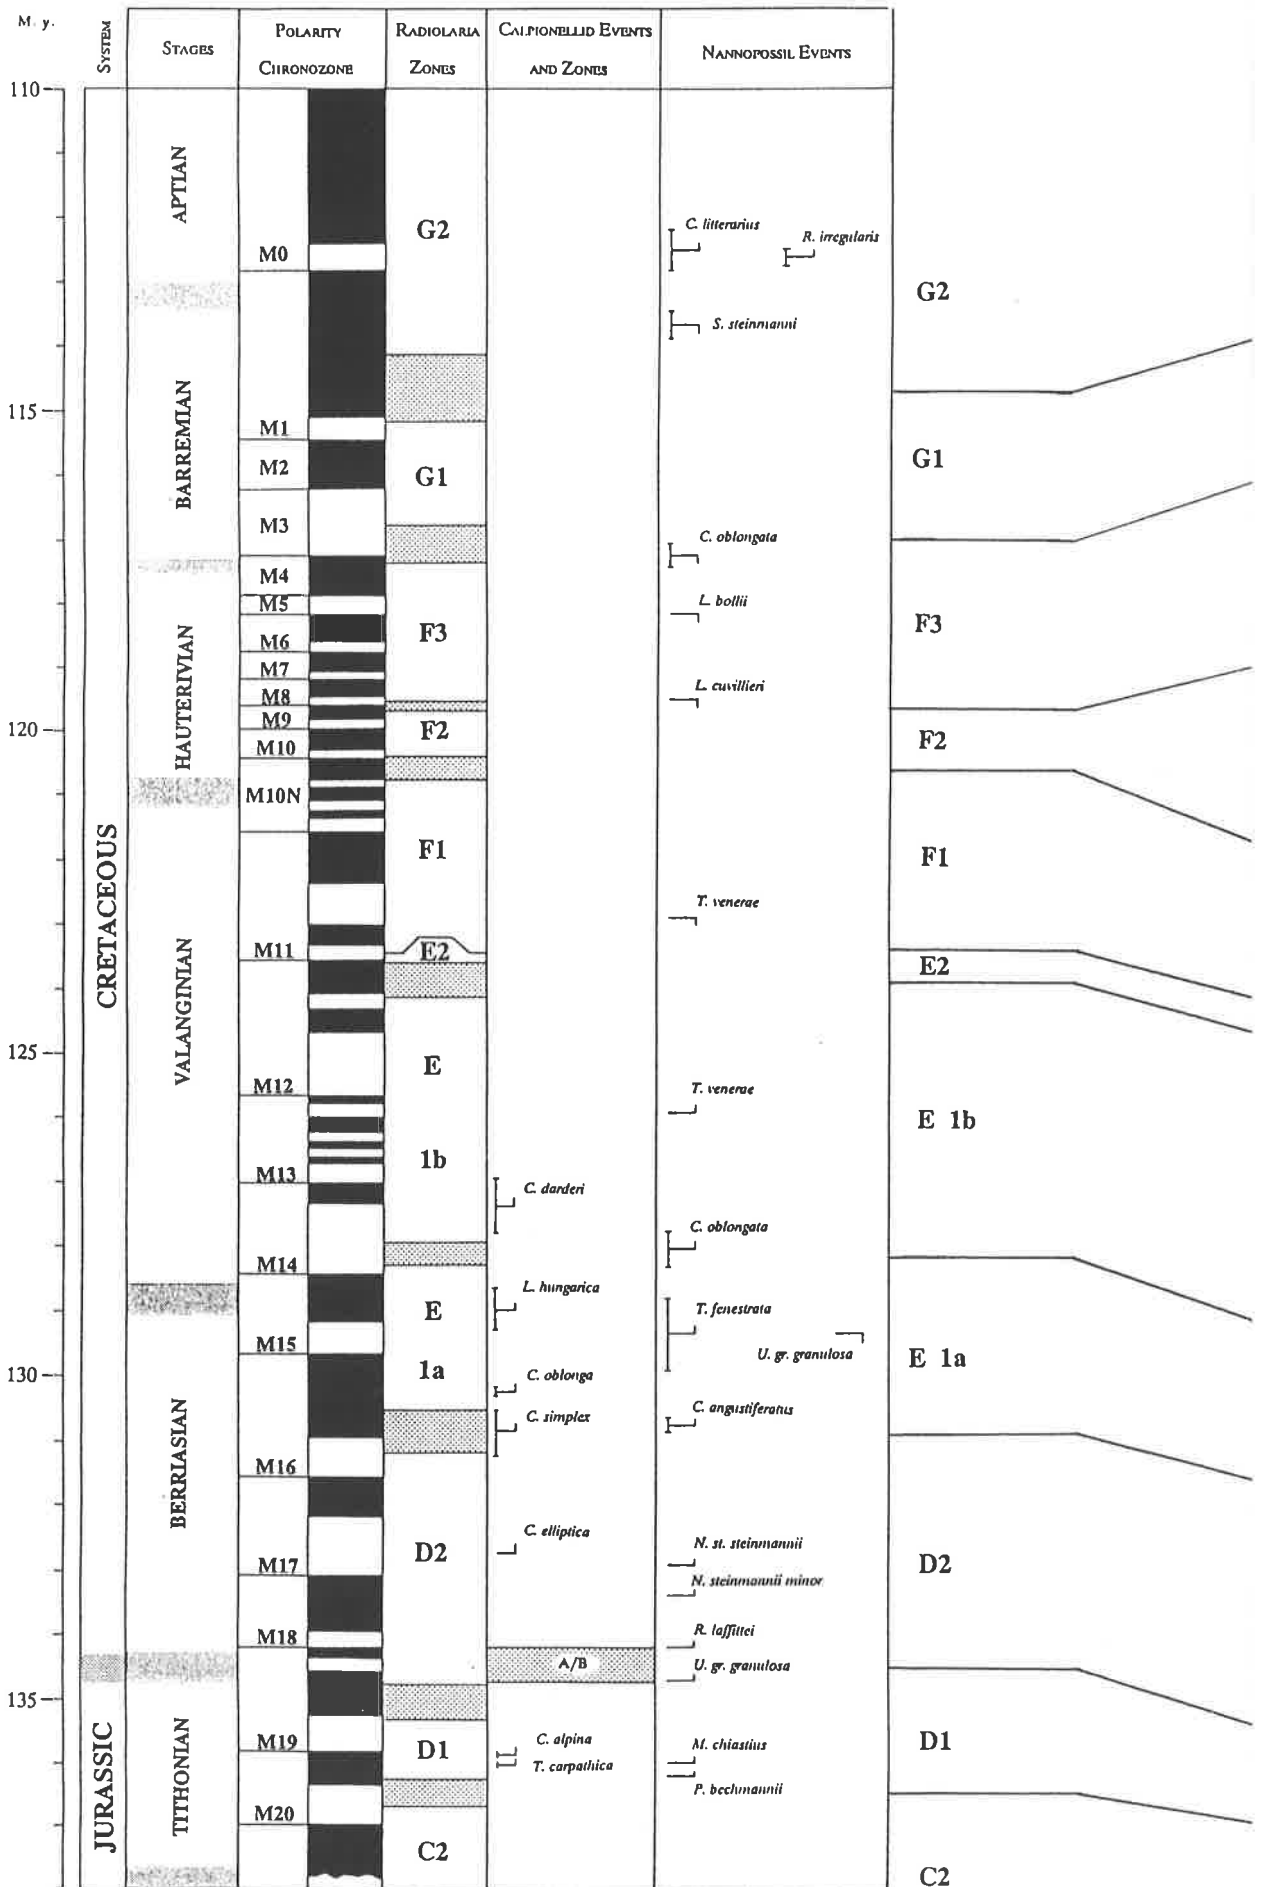 M. y.
SYSTEM
STAGES
POLARITY
CHRONOZONE
RADIOLARIA
ZONES
CALPIONELLID EVENTS
AND ZONES
NANNOFOSSIL EVENTS
110
115
120
125
130
135
CRETACEOUS
JURASSIC
APTIAN
BARREMIAN
HAUTERIVIAN
VALANGINIAN
BERRIASIAN
TITHONIAN
M0
M1
M2
M3
M4
M5
M6
M7
M8
M9
M10
M10N
M11
M12
M13
M14
M15
M16
M17
M18
M19
M20
G2
G1
F3
F2
F1
E2
E
1b
E
1a
D2
D1
C2
C. darderi
L. hungarica
C. oblonga
C. simplex
C. elliptica
A/B
C. alpina
T. carpathica
C. litterarius
R. irregularis
S. steinmanni
C. oblongata
L. bollii
L. cuvillieri
T. venerae
T. venerae
C. oblongata
T. fenestrata
U. gr. granulosa
C. angustiferatus
N. st. steinmannii
N. steinmannii minor
R. laffittei
U. gr. granulosa
M. chiastius
P. bechmannii
G2
G1
F3
F2
F1
E2
E 1b
E 1a
D2
D1
C2